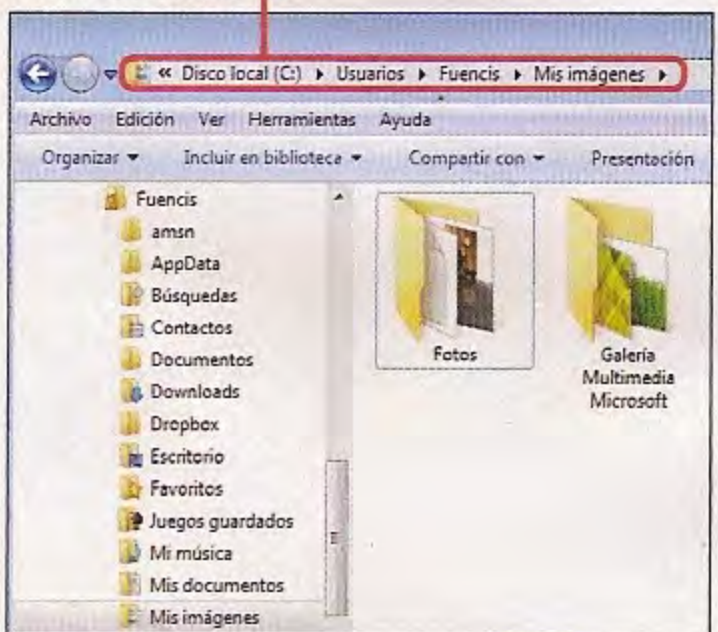 « Disco local (C:) ▸ Usuarios ▸ Fuencis ▸ Mis imágenes ▸
Archivo Edición Ver Herramientas Ayuda
Organizar Incluir en biblioteca Compartir con Presentación
Fuencis
amsn
AppData
Búsquedas
Contactos
Documentos
Downloads
Dropbox
Escritorio
Favoritos
Juegos guardados
Mi música
Mis documentos
Mis imágenes
Fotos
Galería
Multimedia
Microsoft